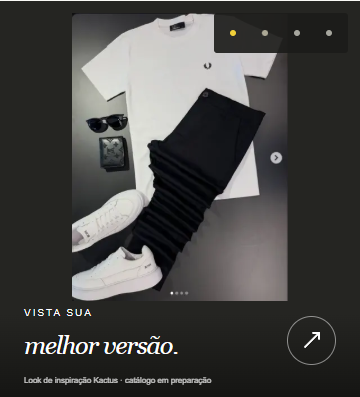 VISTA SUA
melhor versão.
Look de inspiração Kactus · catálogo em preparação